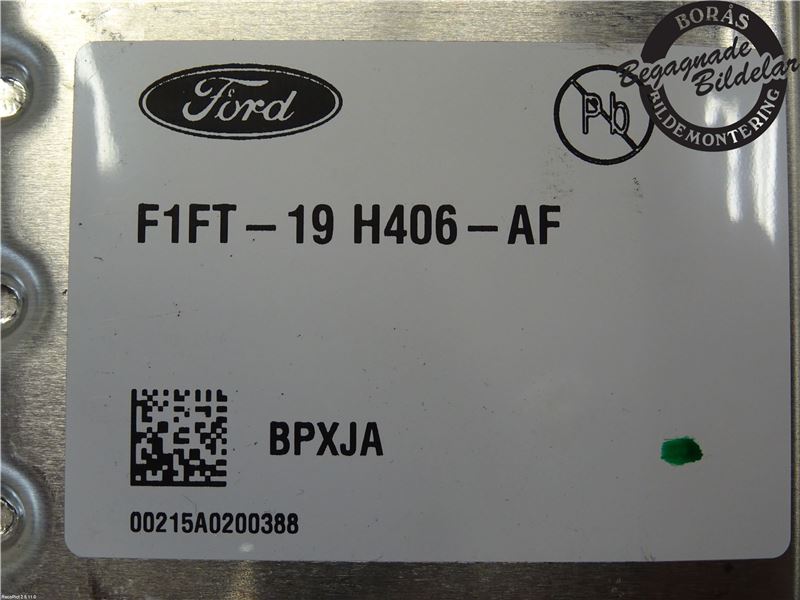 Ford
Pb
BORÅS
Begagnade
Bildelar
BILDEMONTERING
F1FT – 19 H406 – AF
BPXJA
00215A0200388